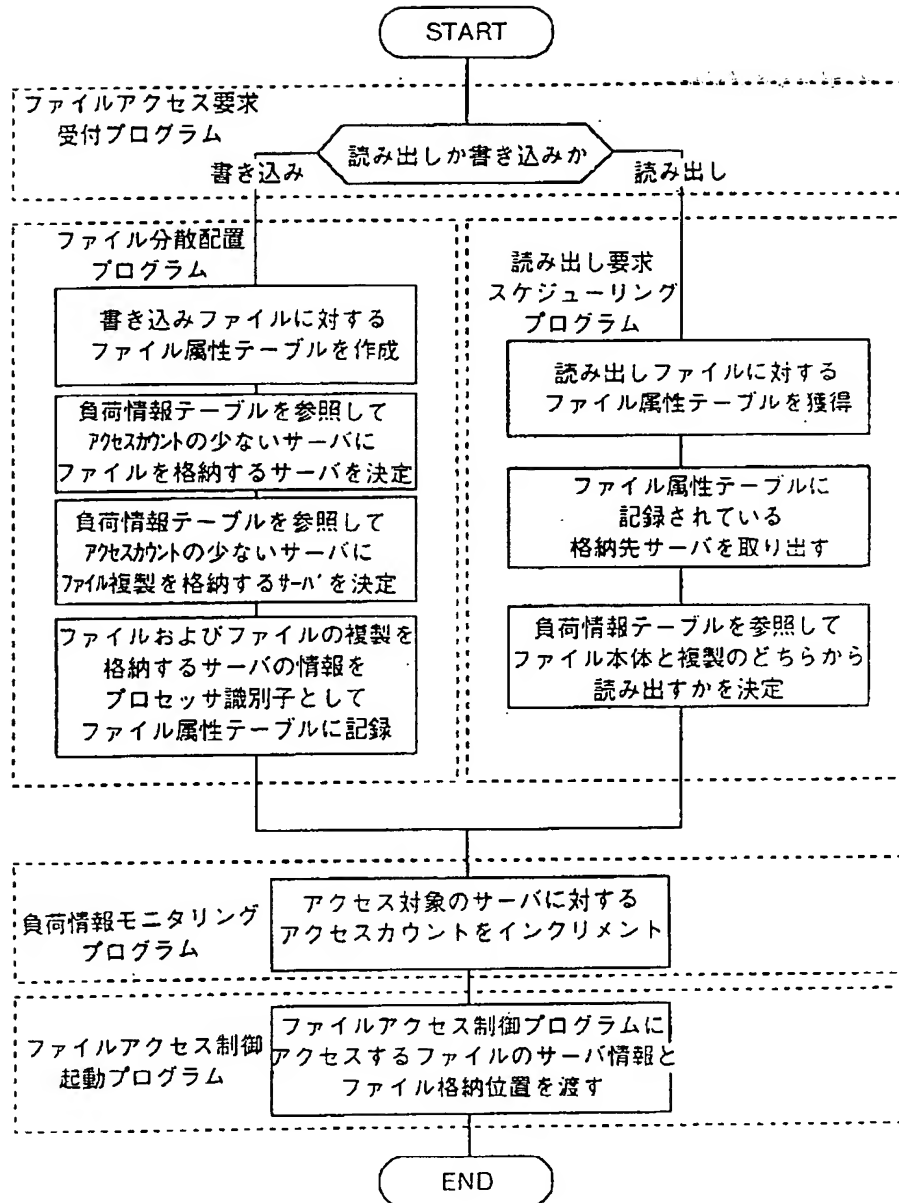 START
ファイルアクセス要求
受付プログラム
読み出しか書き込みか
書き込み
読み出し
ファイル分散配置
プログラム
書き込みファイルに対する
ファイル属性テーブルを作成
負荷情報テーブルを参照して
アクセスカウントの少ないサーバに
ファイルを格納するサーバを決定
負荷情報テーブルを参照して
アクセスカウントの少ないサーバに
ファイル複製を格納するサーバを決定
ファイルおよびファイルの複製を
格納するサーバの情報を
プロセッサ識別子として
ファイル属性テーブルに記録
読み出し要求
スケジューリング
プログラム
読み出しファイルに対する
ファイル属性テーブルを獲得
ファイル属性テーブルに
記録されている
格納先サーバを取り出す
負荷情報テーブルを参照して
ファイル本体と複製のどちらから
読み出すかを決定
負荷情報モニタリング
プログラム
アクセス対象のサーバに対する
アクセスカウントをインクリメント
ファイルアクセス制御
起動プログラム
ファイルアクセス制御プログラムに
アクセスするファイルのサーバ情報と
ファイル格納位置を渡す
END